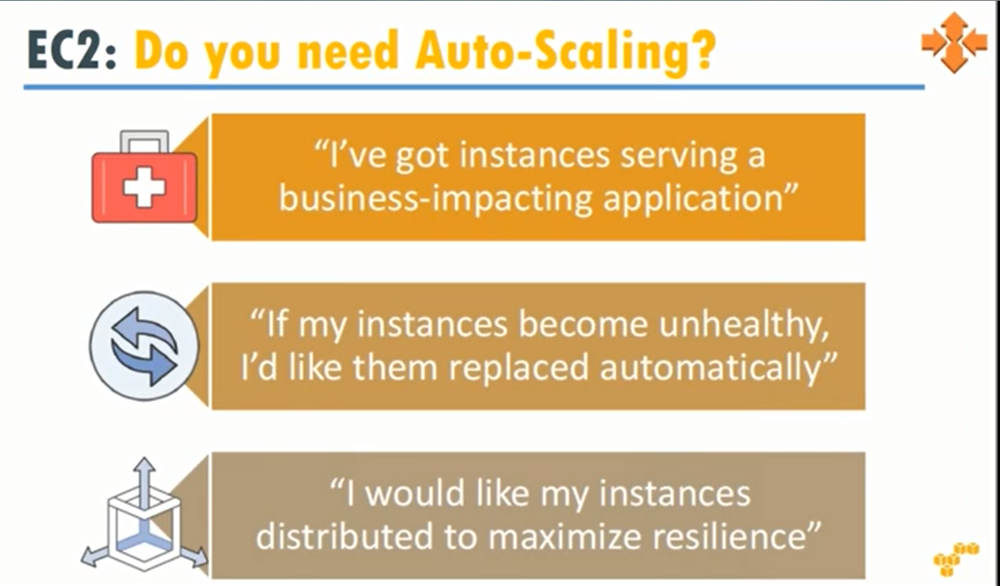 EC2: Do you need Auto-Scaling?
“I’ve got instances serving a
business-impacting application”
“If my instances become unhealthy,
I’d like them replaced automatically”
“I would like my instances
distributed to maximize resilience”